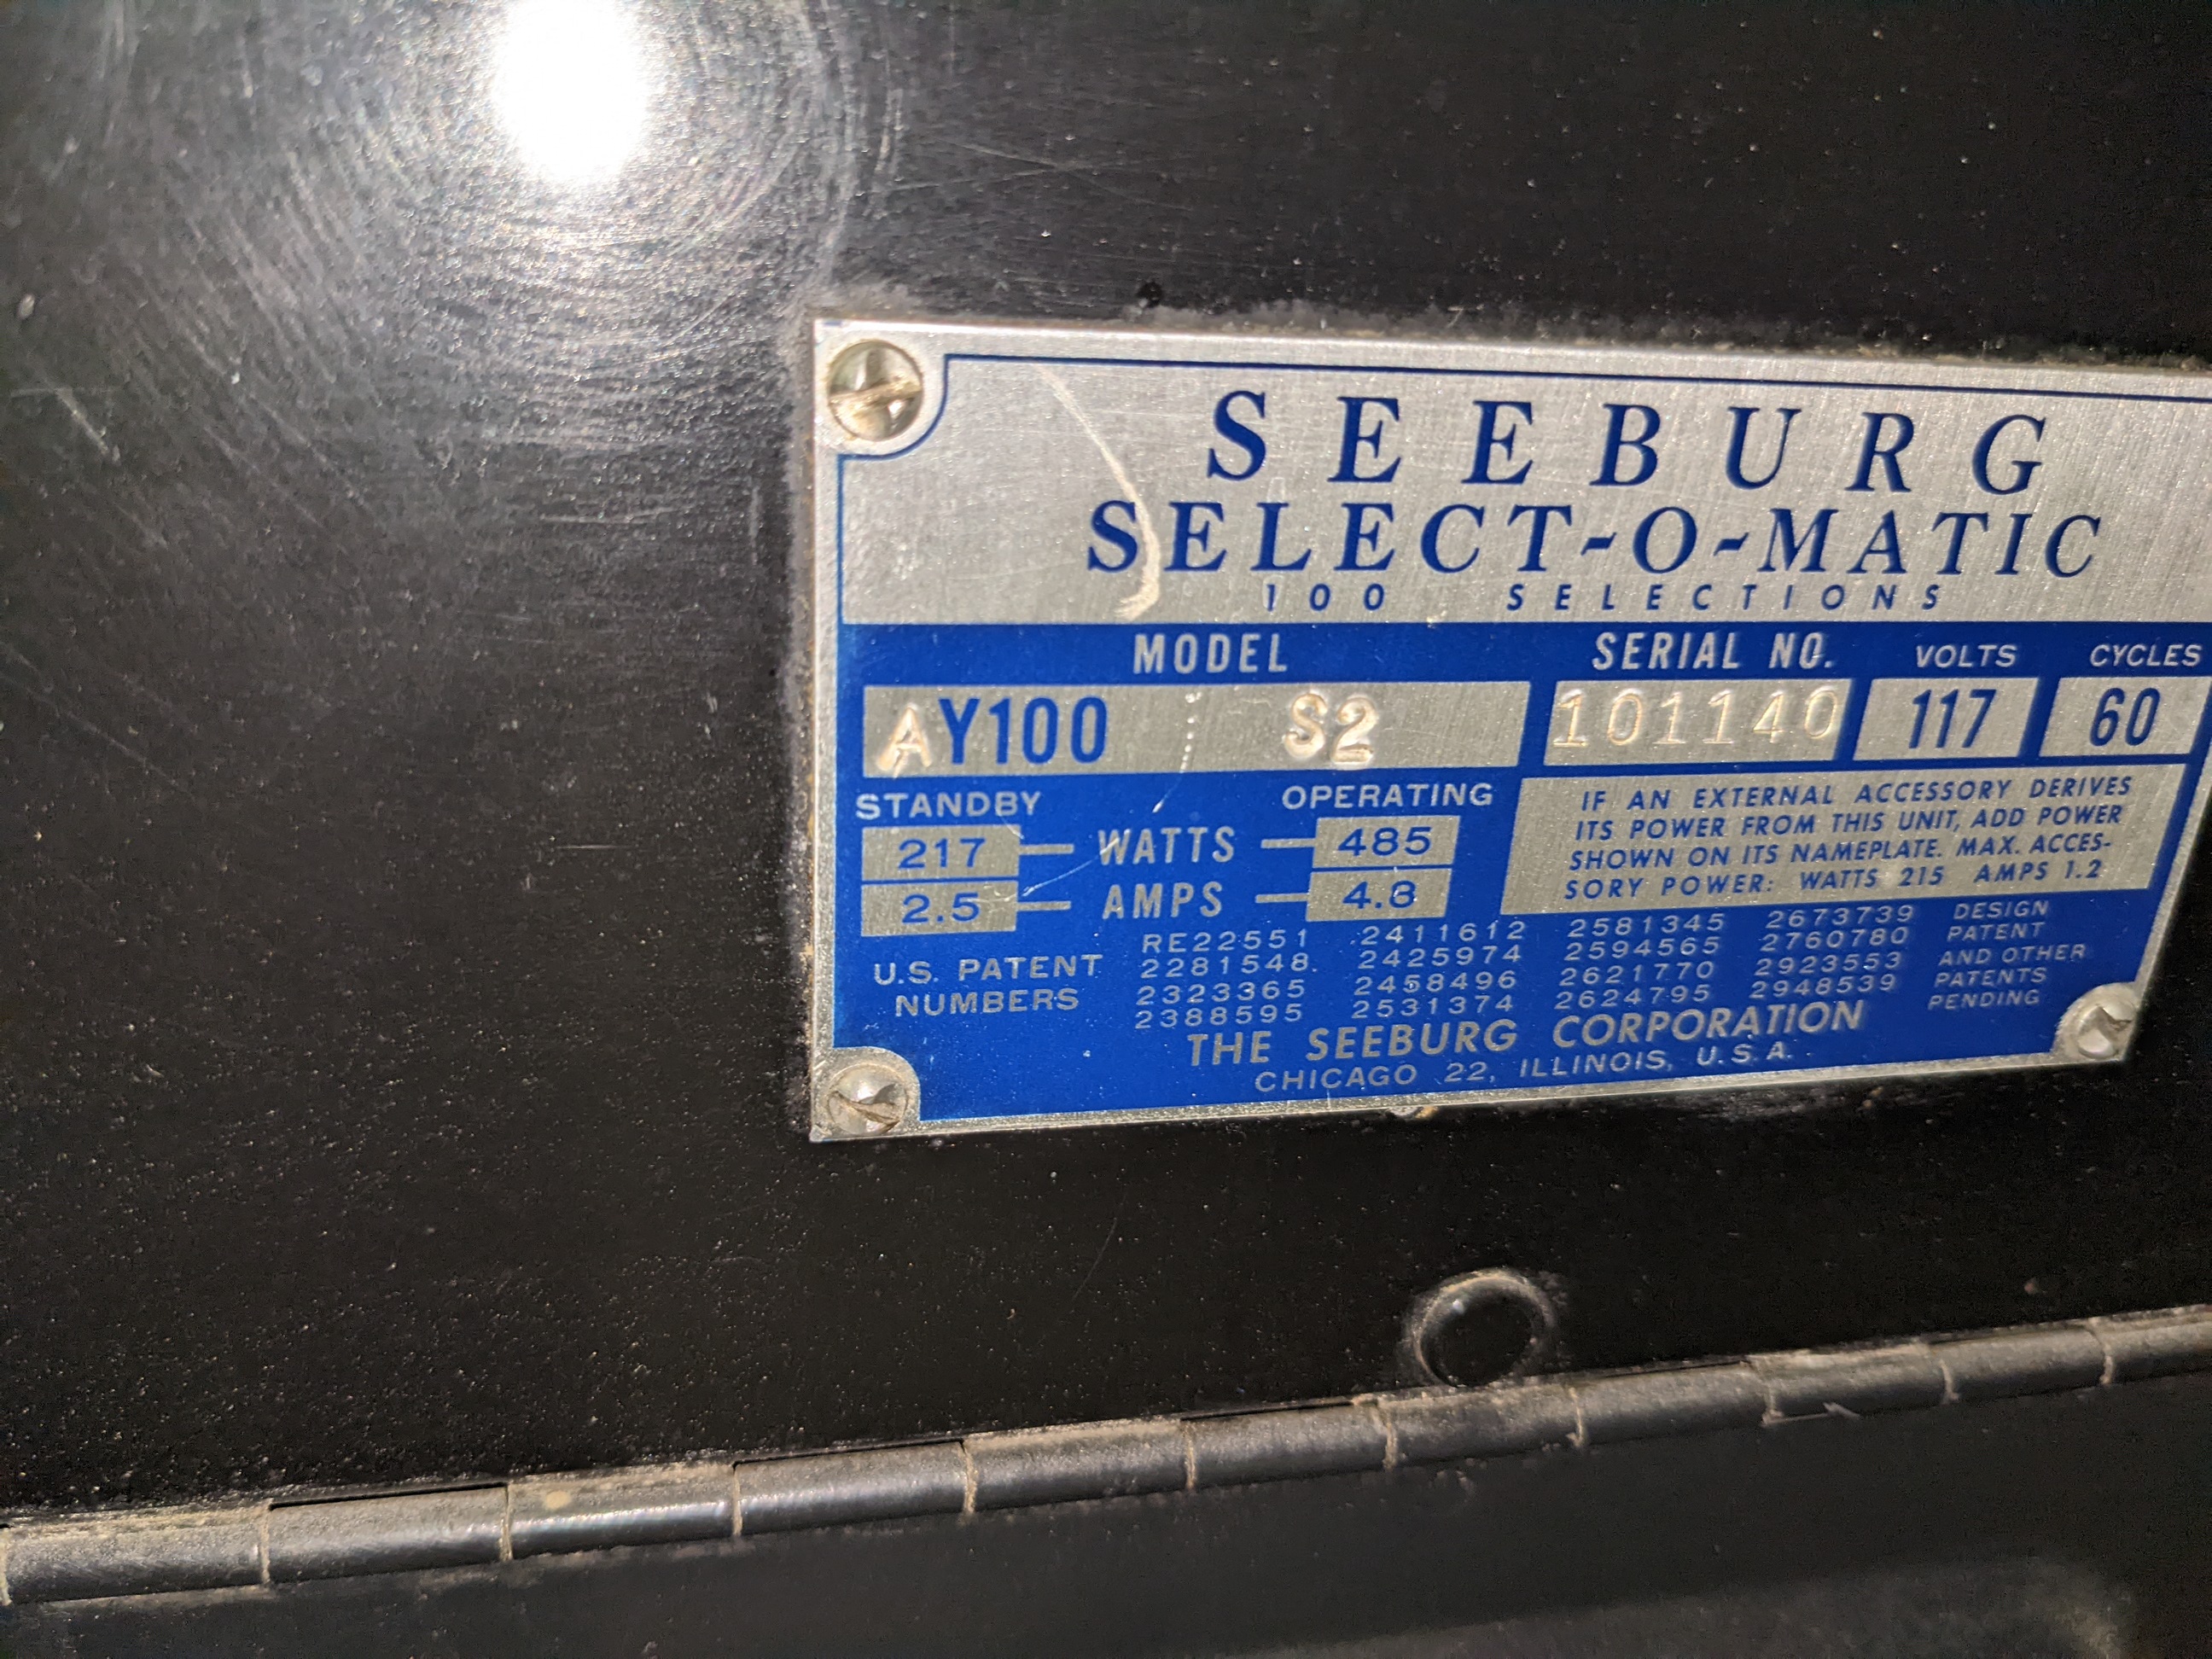 SEEBURG
SELECT-O-MATIC
100 SELECTIONS
MODEL SERIAL NO. VOLTS CYCLES
AY100 S2 101140 117 60
STANDBY OPERATING
217 WATTS 485
2.5 AMPS 4.8
IF AN EXTERNAL ACCESSORY DERIVES
ITS POWER FROM THIS UNIT, ADD POWER
SHOWN ON ITS NAMEPLATE. MAX. ACCES-
SORY POWER: WATTS 215 AMPS 1.2
U.S. PATENT
NUMBERS
RE22551 2411612 2581345 2673739 DESIGN
2281548 2425974 2594565 2760780 PATENT
2323365 2458496 2621770 2923553 AND OTHER
2388595 2531374 2624795 2948539 PATENTS
PENDING
THE SEEBURG CORPORATION
CHICAGO 22, ILLINOIS, U.S.A.